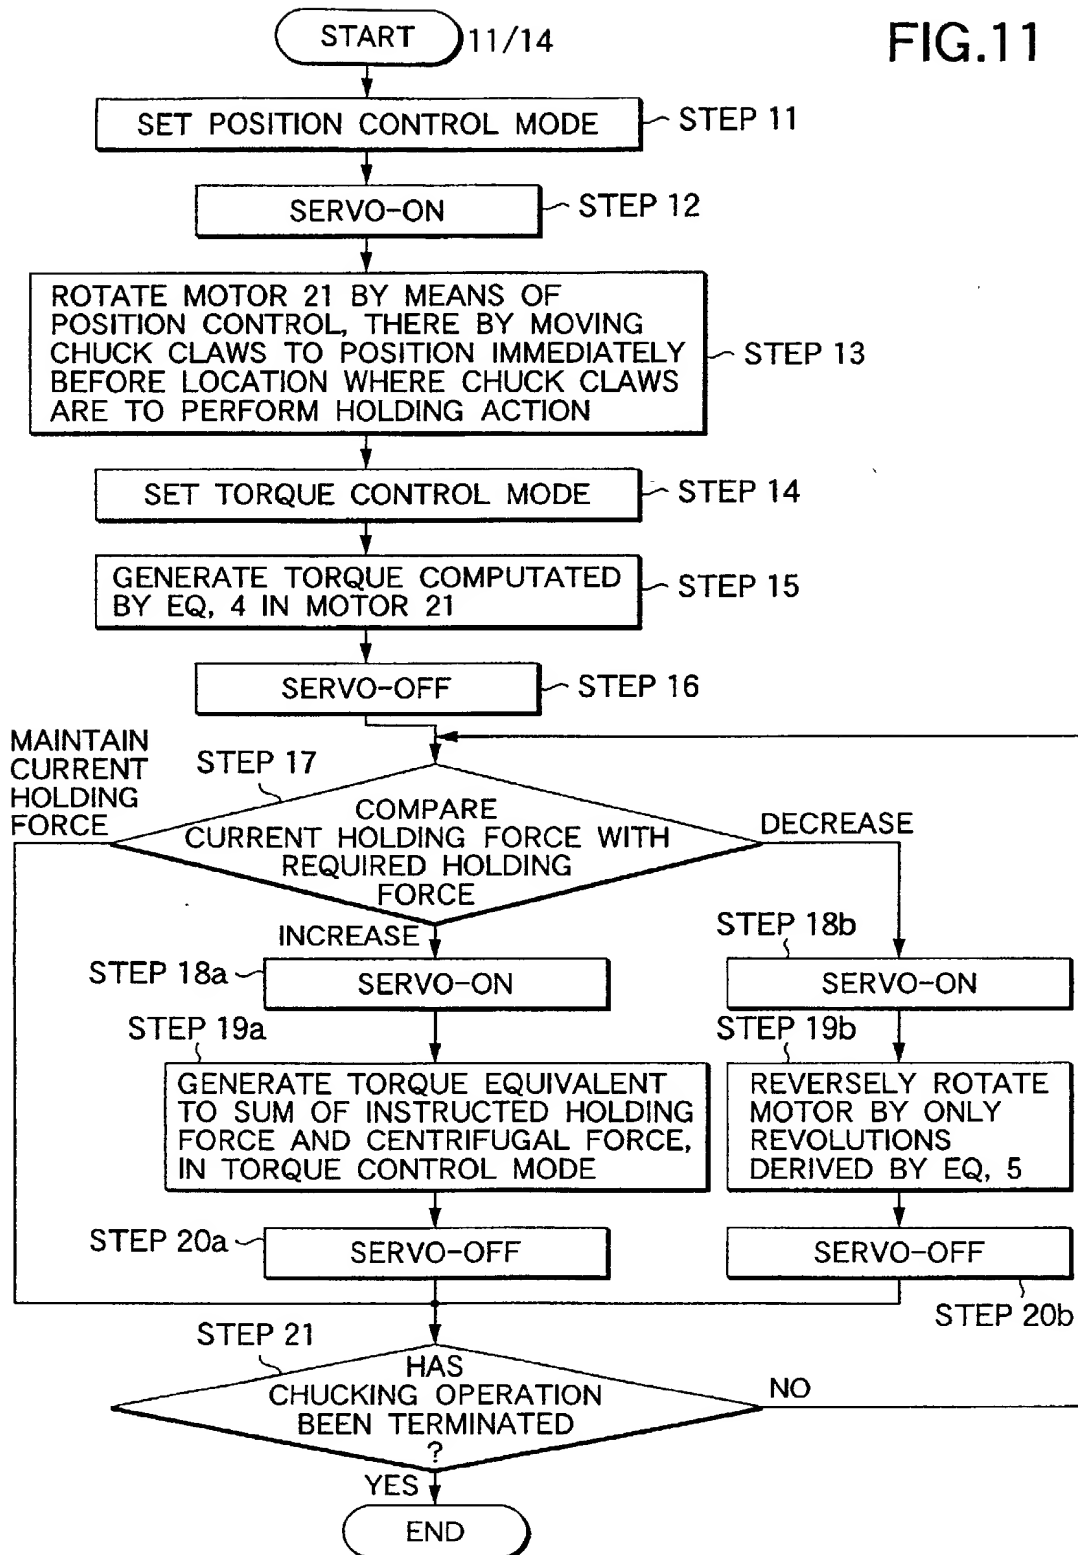 FIG.11
START
11/14
SET POSITION CONTROL MODE
STEP 11
SERVO-ON
STEP 12
ROTATE MOTOR 21 BY MEANS OF
POSITION CONTROL, THERE BY MOVING
CHUCK CLAWS TO POSITION IMMEDIATELY
BEFORE LOCATION WHERE CHUCK CLAWS
ARE TO PERFORM HOLDING ACTION
STEP 13
SET TORQUE CONTROL MODE
STEP 14
GENERATE TORQUE COMPUTATED
BY EQ, 4 IN MOTOR 21
STEP 15
SERVO-OFF
STEP 16
MAINTAIN
CURRENT
HOLDING
FORCE
STEP 17
COMPARE
CURRENT HOLDING FORCE WITH
REQUIRED HOLDING
FORCE
DECREASE
INCREASE
STEP 18a
SERVO-ON
STEP 18b
SERVO-ON
STEP 19a
GENERATE TORQUE EQUIVALENT
TO SUM OF INSTRUCTED HOLDING
FORCE AND CENTRIFUGAL FORCE,
IN TORQUE CONTROL MODE
STEP 19b
REVERSELY ROTATE
MOTOR BY ONLY
REVOLUTIONS
DERIVED BY EQ, 5
STEP 20a
SERVO-OFF
SERVO-OFF
STEP 20b
STEP 21
HAS
CHUCKING OPERATION
BEEN TERMINATED
?
NO
YES
END